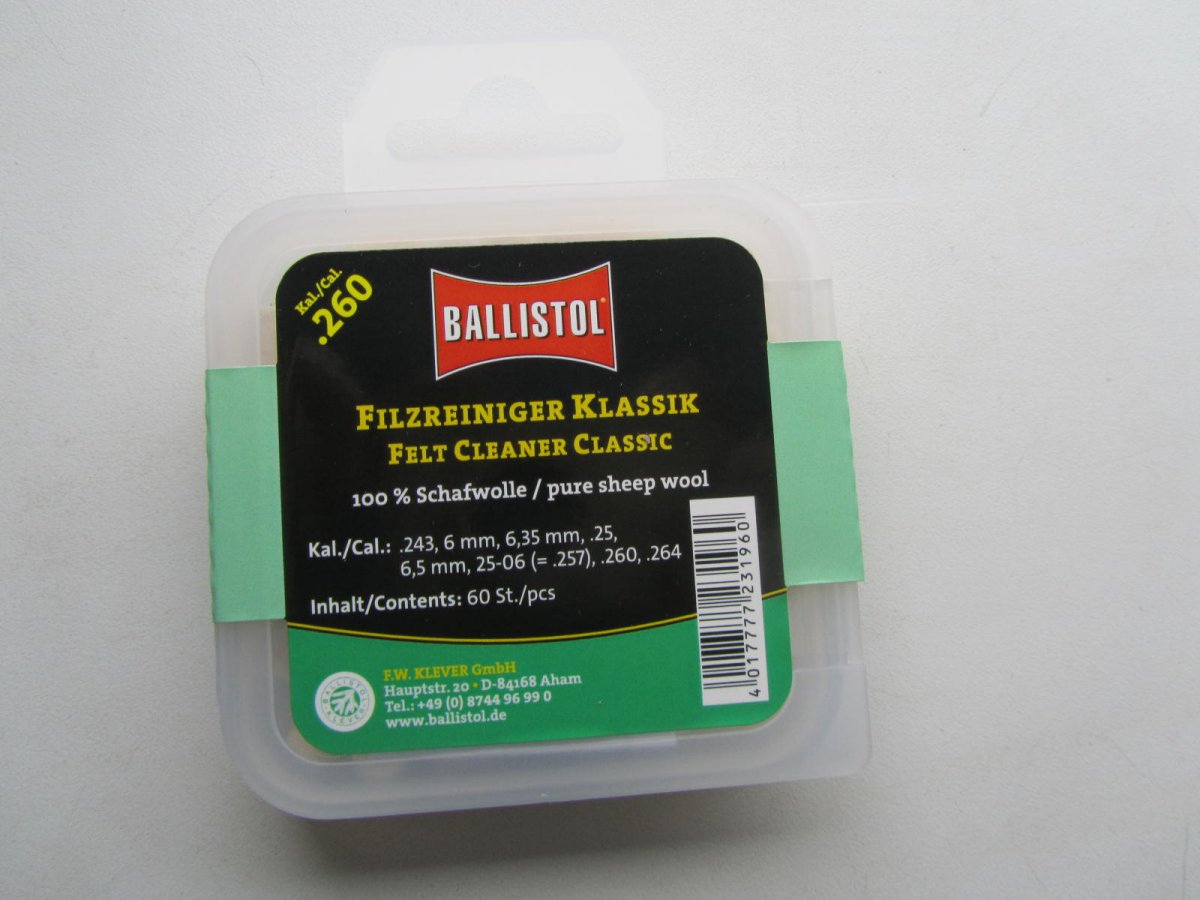 Kal./Cal.
.260
BALLISTOL®
FILZREINIGER KLASSIK
FELT CLEANER CLASSIC
100 % Schafwolle / pure sheep wool
Kal./Cal.: .243, 6 mm, 6,35 mm, .25,
6,5 mm, 25-06 (= .257), .260, .264
Inhalt/Contents: 60 St./pcs
4 017777 231960
F.W. KLEVER GmbH
Hauptstr. 20 • D-84168 Aham
Tel.: +49 (0) 8744 96 99 0
www.ballistol.de
BALLISTOL
KLEVER